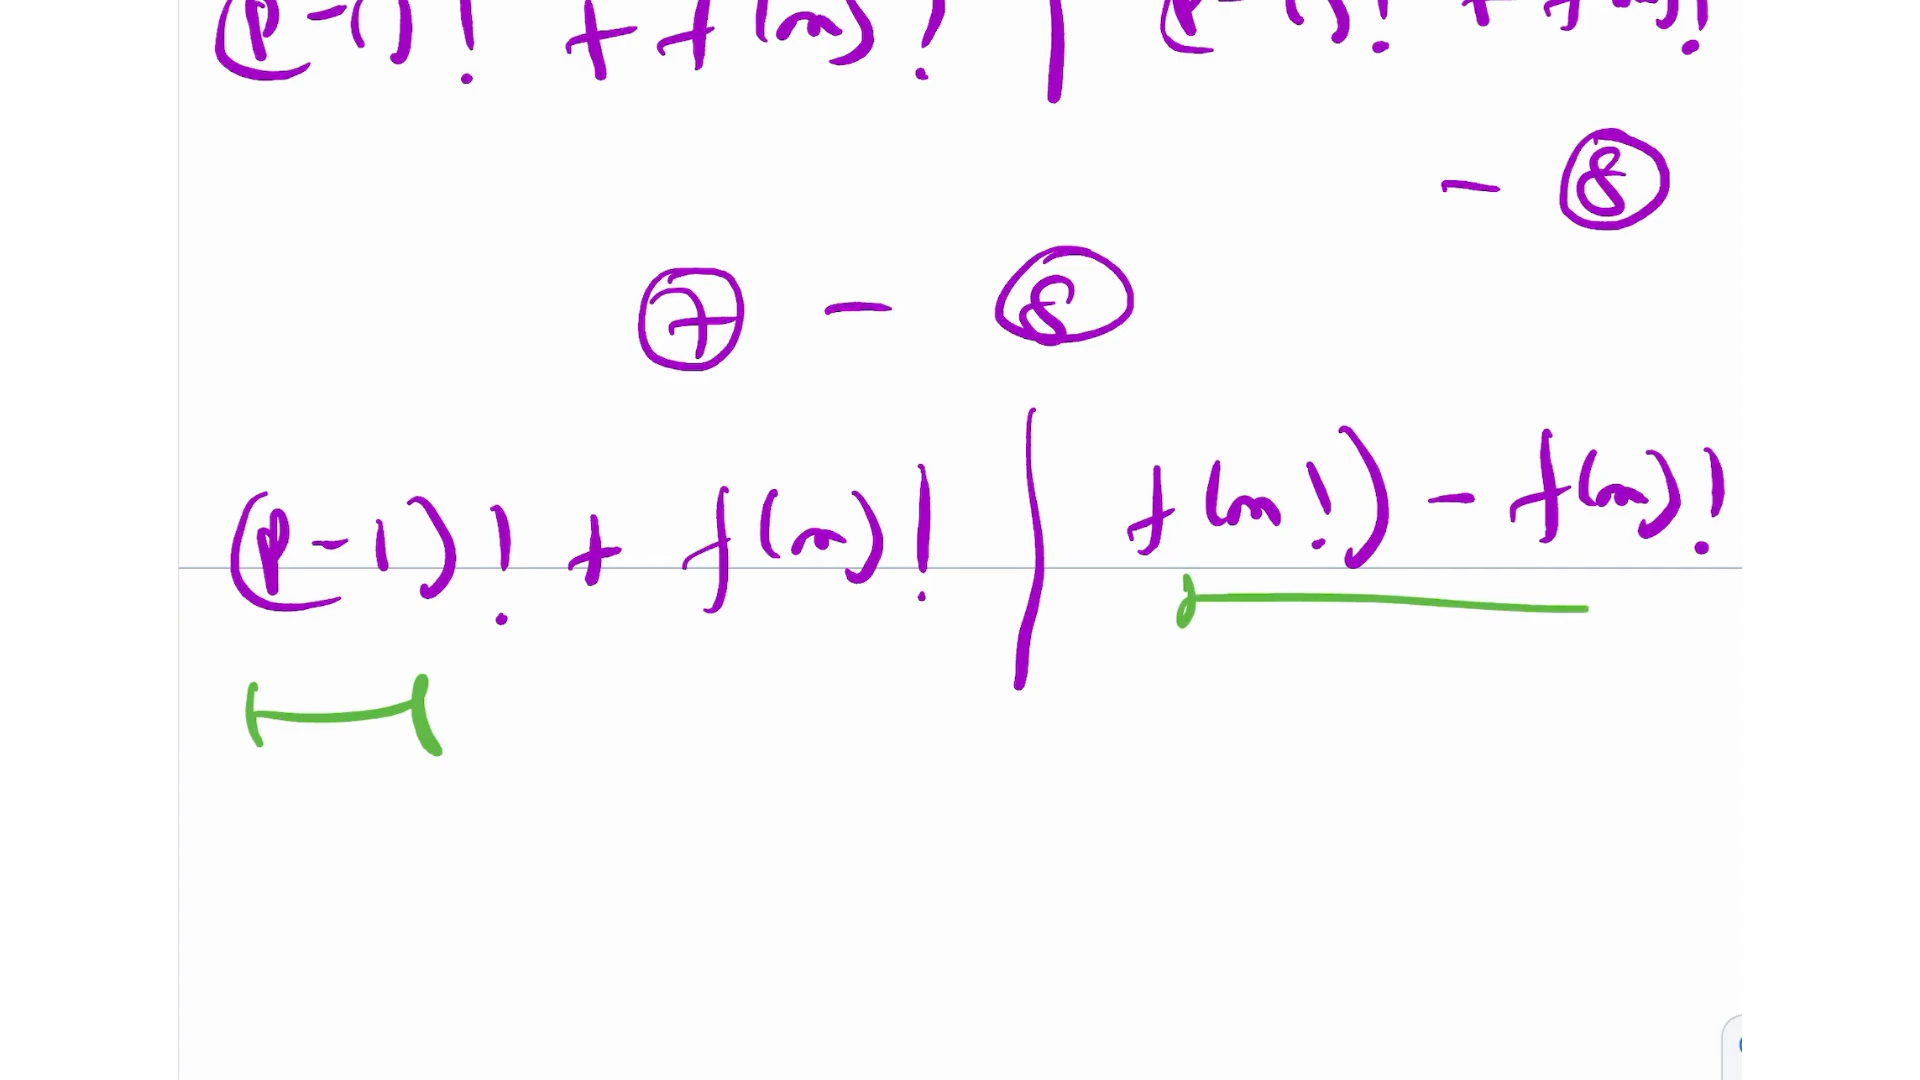 (p-1)! + f(m)! | (p-1)! + f(m)!
- ⑧
⑦ - ⑧
(p-1)! + f(m)! | f(m!) - f(m)!